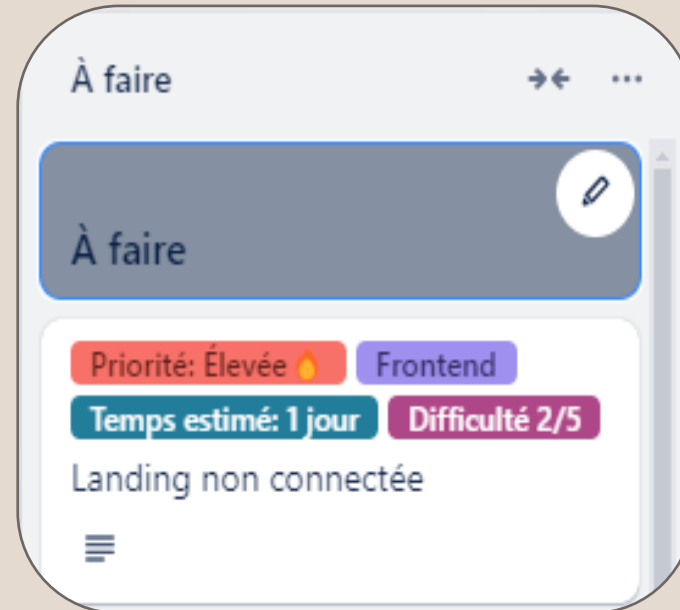 À faire
À faire
Priorité: Élevée🔥 Frontend
Temps estimé: 1 jour Difficulté 2/5
Landing non connectée